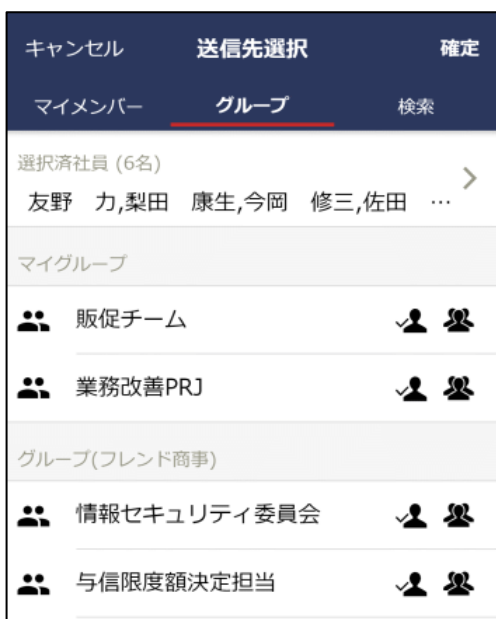 キャンセル 送信先選択 確定
マイメンバー グループ 検索
選択済社員 (6名)
友野 力,梨田 康生,今岡 修三,佐田 …
マイグループ
販促チーム
業務改善PRJ
グループ(フレンド商事)
情報セキュリティ委員会
与信限度額決定担当